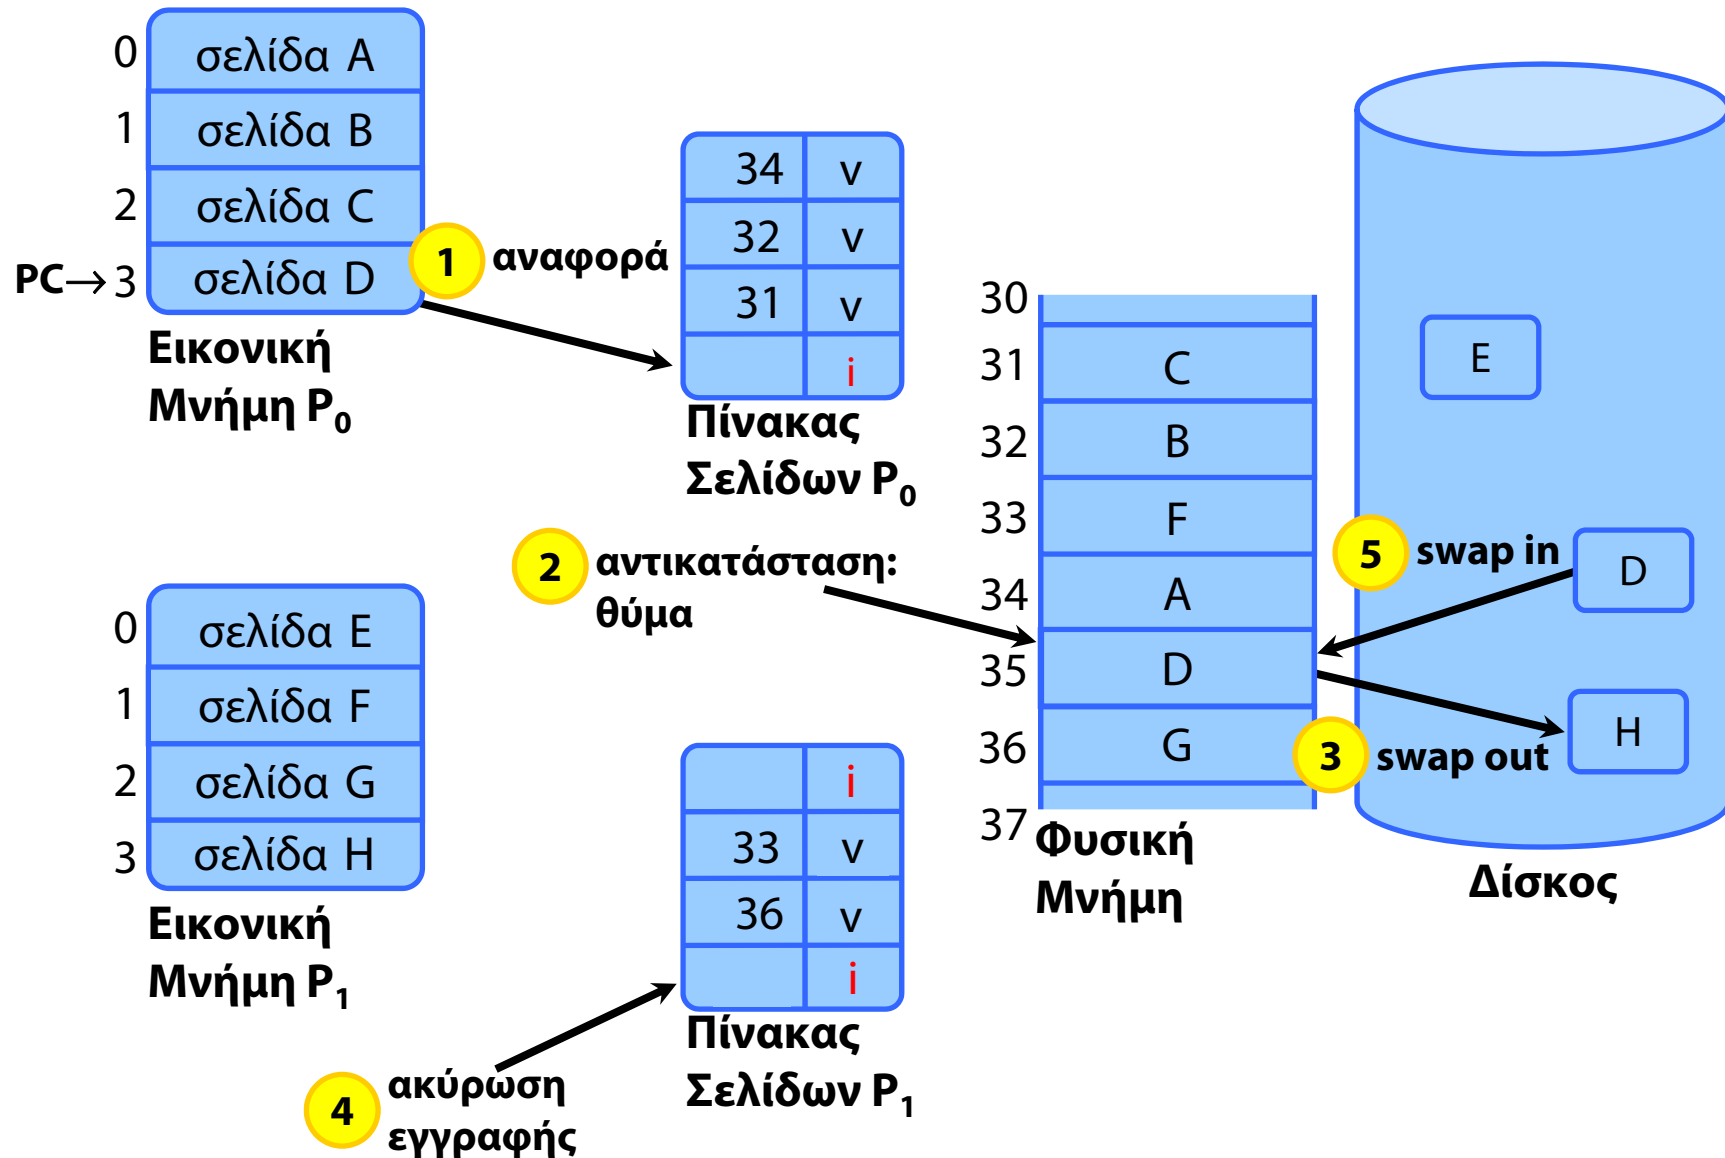 0 σελίδα A
1 σελίδα B
2 σελίδα C
PC→ 3 σελίδα D
Εικονική
Μνήμη P0
1 αναφορά
34 v
32 v
31 v
i
Πίνακας
Σελίδων P0
2 αντικατάσταση:
θύμα
0 σελίδα E
1 σελίδα F
2 σελίδα G
3 σελίδα H
Εικονική
Μνήμη P1
i
33 v
36 v
i
Πίνακας
Σελίδων P1
4 ακύρωση
εγγραφής
30
31 C
32 B
33 F
34 A
35 D
36 G
37
Φυσική
Μνήμη
E
5 swap in
D
3 swap out
H
Δίσκος